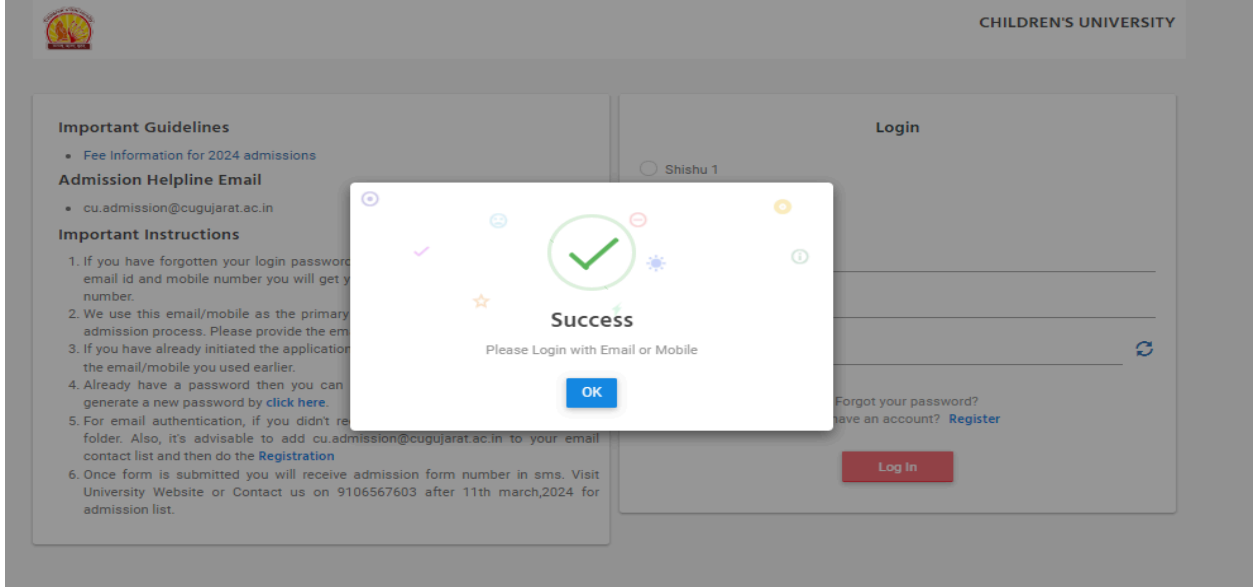 CHILDREN'S UNIVERSITY
Important Guidelines
Fee Information for 2024 admissions
Admission Helpline Email
cu.admission@cugujarat.ac.in
Important Instructions
1. If you have forgotten your login password
email id and mobile number you will get
number.
2. We use this email/mobile as the primary
admission process. Please provide the
3. If you have already initiated the application
the email/mobile you used earlier.
4. Already have a password then you can
generate a new password by click here.
5. For email authentication, if you didn't
folder. Also, it's advisable to add cu.admission@cugujarat.ac.in to your email
contact list and then do the Registration
6. Once form is submitted you will receive admission form number in sms. Visit
University Website or Contact us on 9106567603 after 11th march,2024 for
admission list.
Login
Shishu 1
Success
Please Login with Email or Mobile
OK
Forgot your password?
have an account? Register
Log In